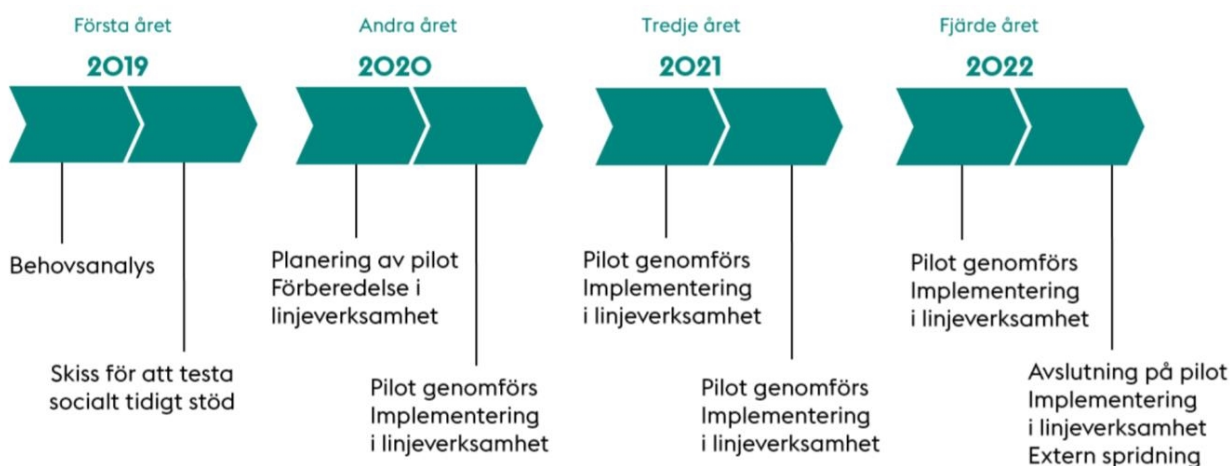 Första året
2019
Andra året
2020
Tredje året
2021
Fjärde året
2022
Behovsanalys
Skiss för att testa
socialt tidigt stöd
Planering av pilot
Förberedelse i
linjeverksamhet
Pilot genomförs
Implementering
i linjeverksamhet
Pilot genomförs
Implementering
i linjeverksamhet
Pilot genomförs
Implementering
i linjeverksamhet
Pilot genomförs
Implementering
i linjeverksamhet
Avslutning på pilot
Implementering
i linjeverksamhet
Extern spridning